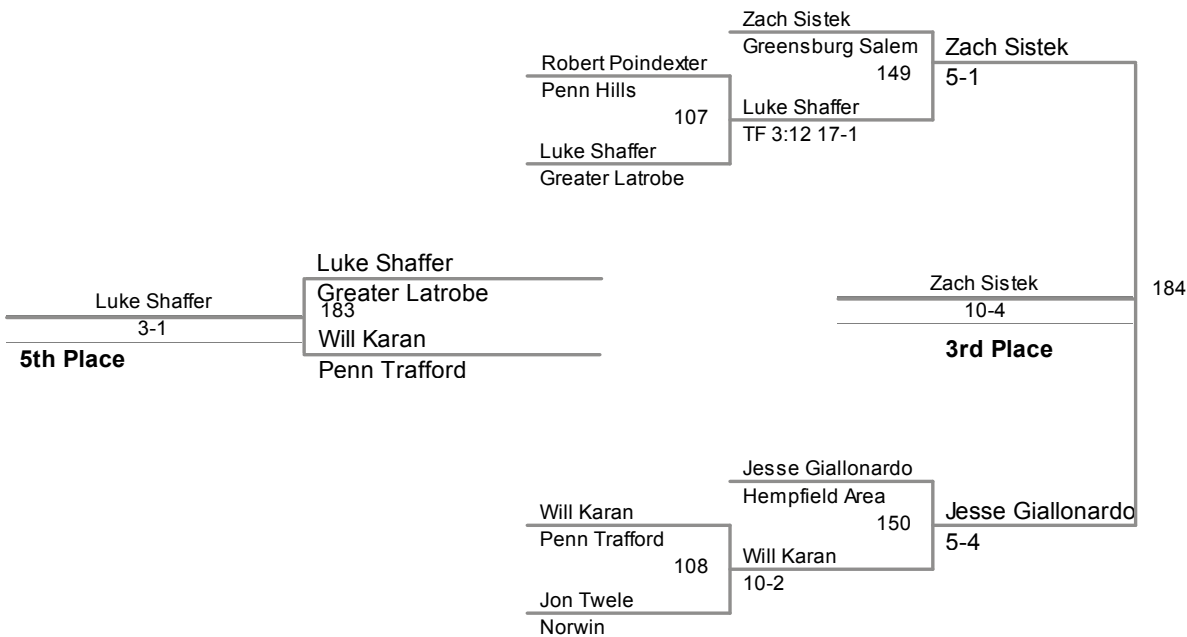 Zach Sistek
Greensburg Salem
149
Zach Sistek
5-1
Robert Poindexter
Penn Hills
107
Luke Shaffer
TF 3:12 17-1
Luke Shaffer
Greater Latrobe
Luke Shaffer
Greater Latrobe
183
Luke Shaffer
3-1
5th Place
Will Karan
Penn Trafford
Zach Sistek
10-4
184
3rd Place
Jesse Giallonardo
Hempfield Area
150
Jesse Giallonardo
5-4
Will Karan
Penn Trafford
108
Will Karan
10-2
Jon Twele
Norwin